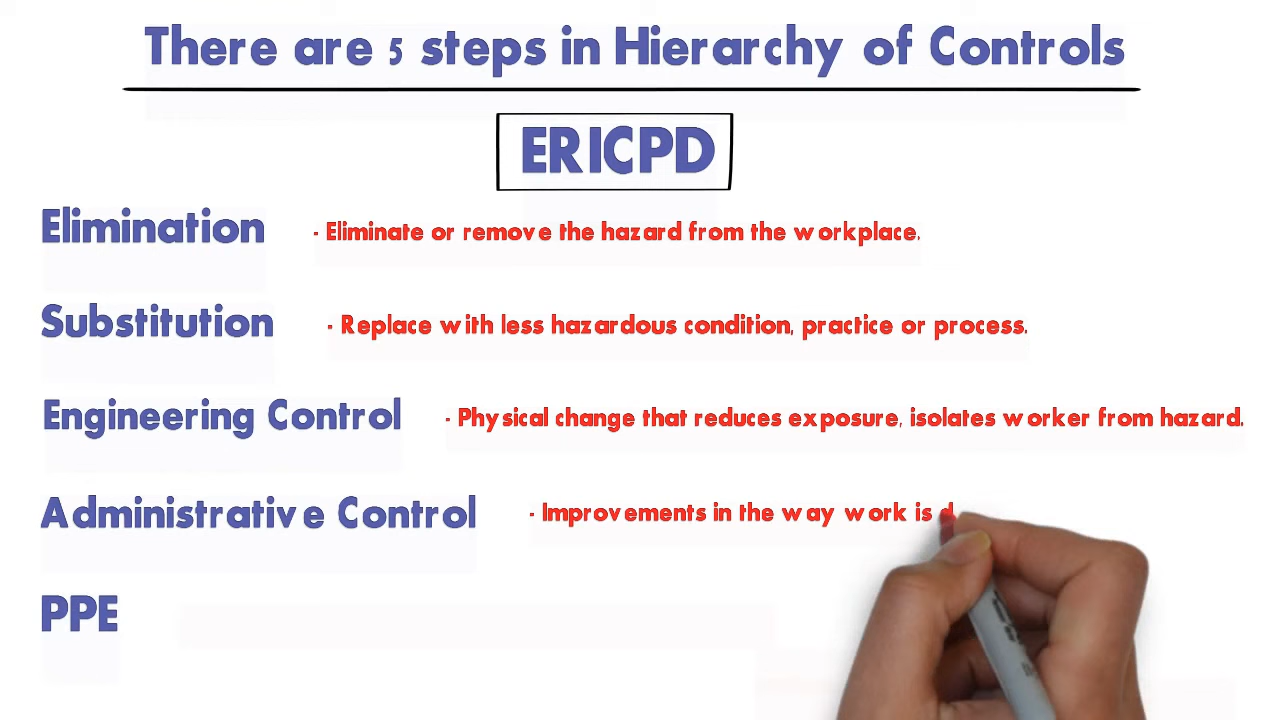 There are 5 steps in Hierarchy of Controls
ERICPD
Elimination - Eliminate or remove the hazard from the workplace.
Substitution - Replace with less hazardous condition, practice or process.
Engineering Control - Physical change that reduces exposure, isolates worker from hazard.
Administrative Control - Improvements in the way work is d
PPE